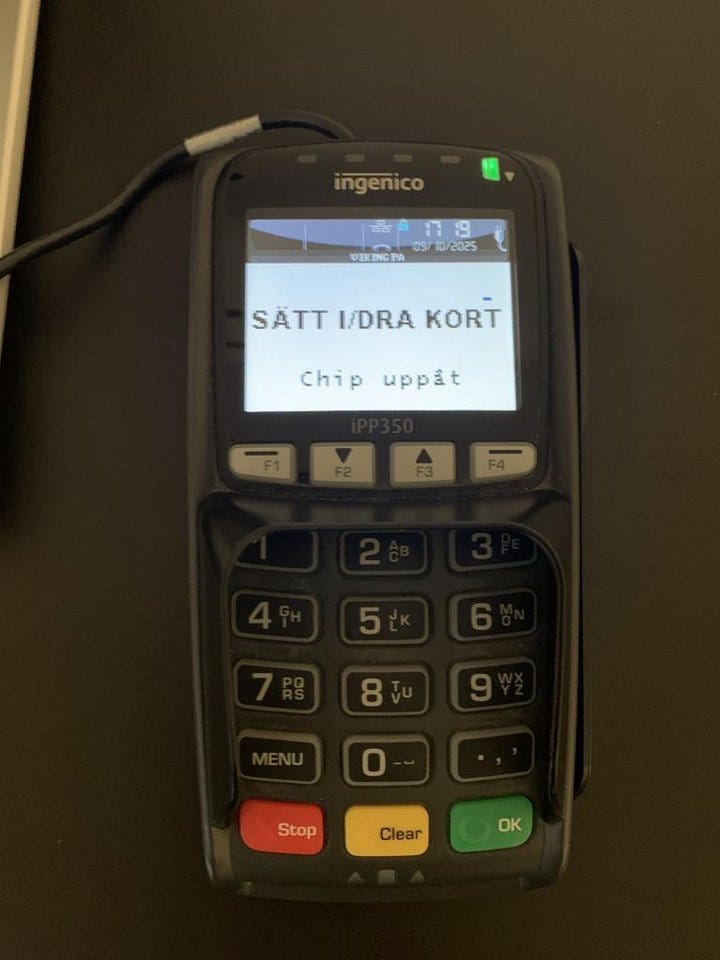 ingenico
17 19
09/10/2025
VIKINGPA
SÄTT I/DRA KORT
Chip uppåt
iPP350
F1 F2 F3 F4
1 2 ABC 3 DEF
4 GHI 5 JKL 6 MNO
7 PQRS 8 TUV 9 WXYZ
MENU 0 . , '
Stop Clear OK